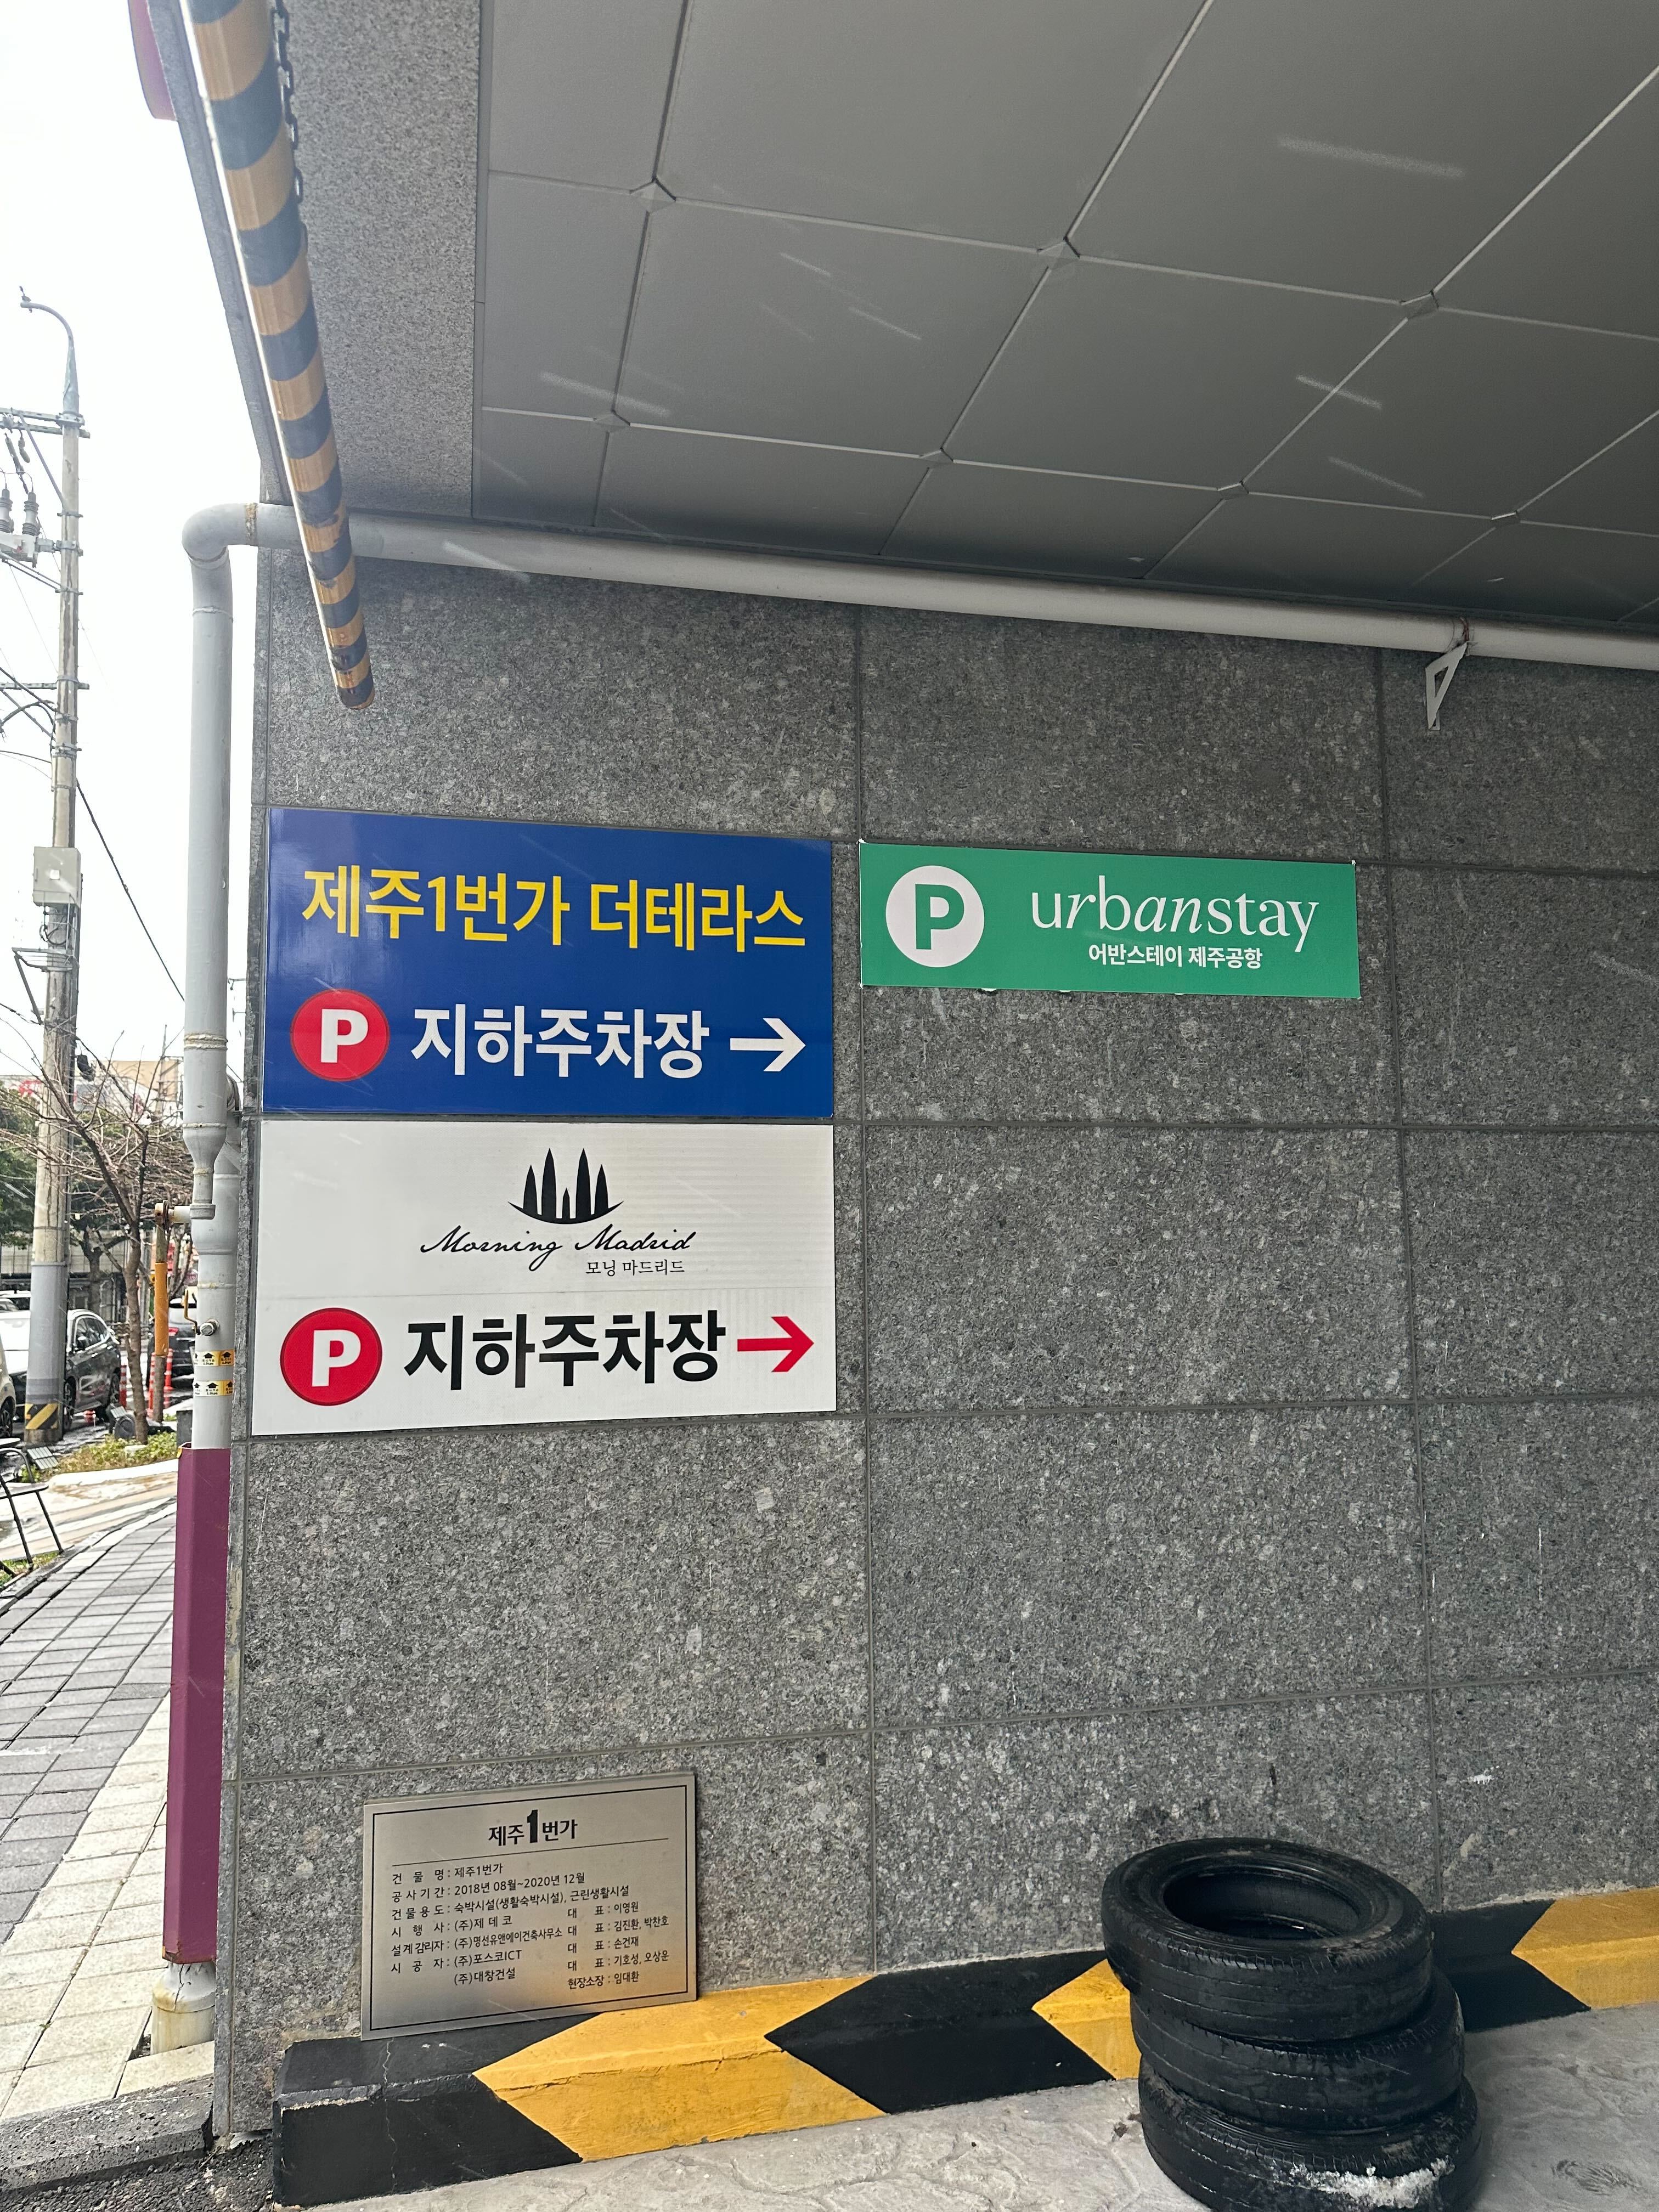 제주1번가 더테라스
P 지하주차장 →
Morning Madrid
모닝 마드리드
P 지하주차장 →
P urbanstay
어반스테이 제주공항
제주1번가
건 물 명 : 제주1번가
공 사 기 간 : 2018년 08월~2020년 12월
건 물 용 도 : 숙박시설(생활숙박시설), 근린생활시설
시 행 사 : (주)제 데 코 대 표 : 이영원
설계감리자 : (주)명선유앤에이건축사무소 대 표 : 김진환, 박찬호
시 공 자 : (주)포스코ICT 대 표 : 손건재
(주)대창건설 대 표 : 기호성, 오상운
현장소장 : 임대환